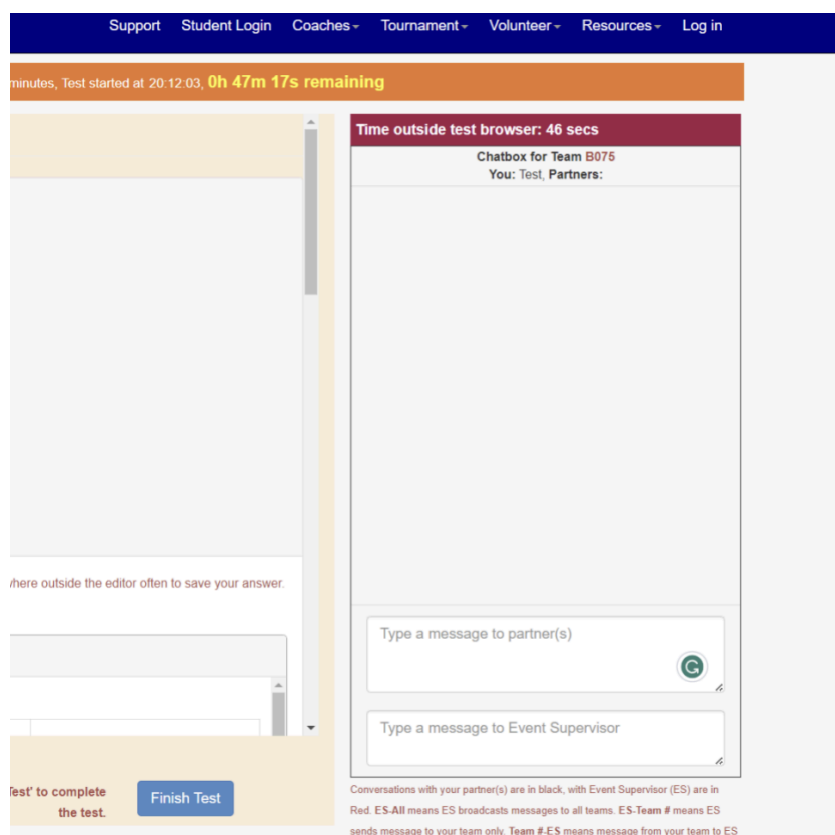 Support Student Login Coaches Tournament Volunteer Resources Log in
minutes, Test started at 20:12:03, 0h 47m 17s remaining
Time outside test browser: 46 secs
Chatbox for Team B075
You: Test, Partners:
where outside the editor often to save your answer.
Type a message to partner(s)
Type a message to Event Supervisor
Test' to complete
the test.
Finish Test
Conversations with your partner(s) are in black, with Event Supervisor (ES) are in
Red. ES-All means ES broadcasts messages to all teams. ES-Team # means ES
sends message to your team only. Team #-ES means message from your team to ES